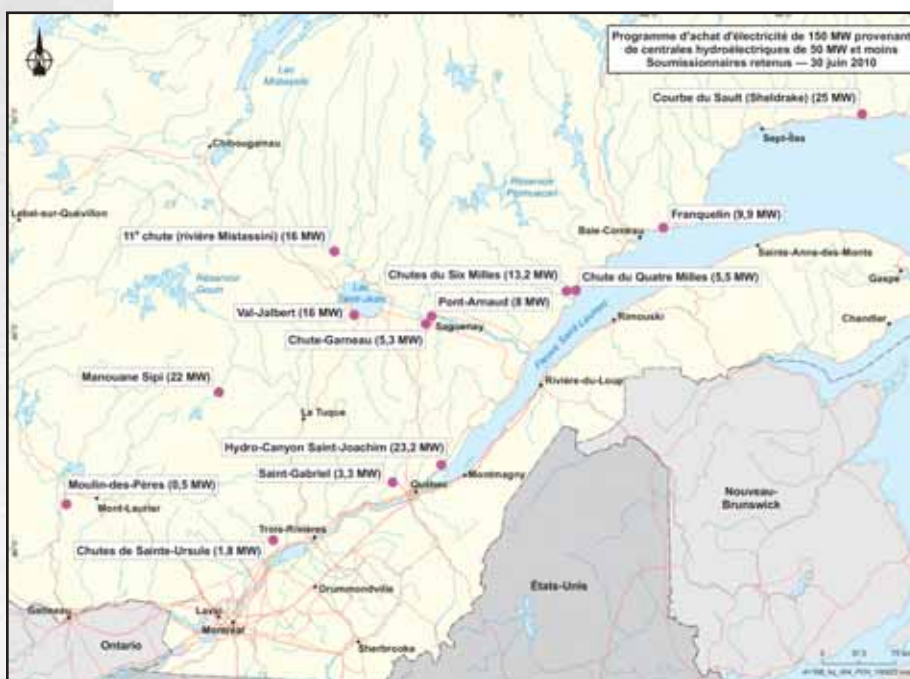 Programme d'achat d'électricité de 150 MW provenant
de centrales hydroélectriques de 50 MW et moins
Soumissionnaires retenus — 30 juin 2010
N
Lac
Mistassini
Courbe du Sault (Sheldrake) (25 MW)
Sept-Îles
Chibougamau
Réservoir
Pipmuacan
Lebel-sur-Quévillon
Franquelin (9,9 MW)
Baie-Comeau
11e chute (rivière Mistassini) (16 MW)
Sainte-Anne-des-Monts
Chutes du Six Milles (13,2 MW)
Chute du Quatre Milles (5,5 MW)
Gaspé
Réservoir
Gouin
Lac
Saint-Jean
Pont-Arnaud (8 MW)
Val-Jalbert (16 MW)
Saguenay
Rimouski
Chandler
Chute-Garneau (5,3 MW)
Fleuve Saint-Laurent
Manouane Sipi (22 MW)
Rivière-du-Loup
La Tuque
Hydro-Canyon Saint-Joachim (23,2 MW)
Saint-Gabriel (3,3 MW)
Montmagny
Moulin-des-Pères (0,5 MW)
Québec
Mont-Laurier
Nouveau-
Brunswick
Trois-Rivières
Chutes de Sainte-Ursule (1,8 MW)
Drummondville
États-Unis
Gatineau
Laval
Montréal
Ontario
Sherbrooke